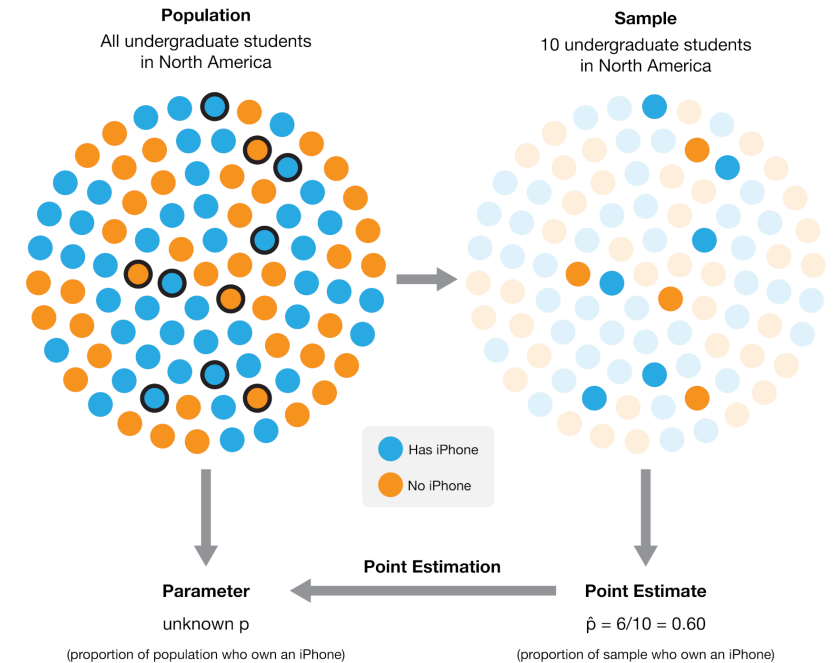 Population
All undergraduate students
in North America
Sample
10 undergraduate students
in North America
Has iPhone
No iPhone
Point Estimation
Parameter
unknown p
(proportion of population who own an iPhone)
Point Estimate
p̂ = 6/10 = 0.60
(proportion of sample who own an iPhone)